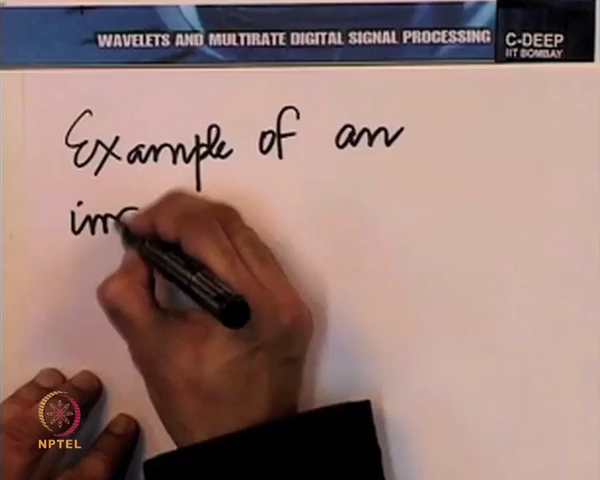 WAVELETS AND MULTIRATE DIGITAL SIGNAL PROCESSING
C-DEEP
IIT BOMBAY
Example of an
NPTEL